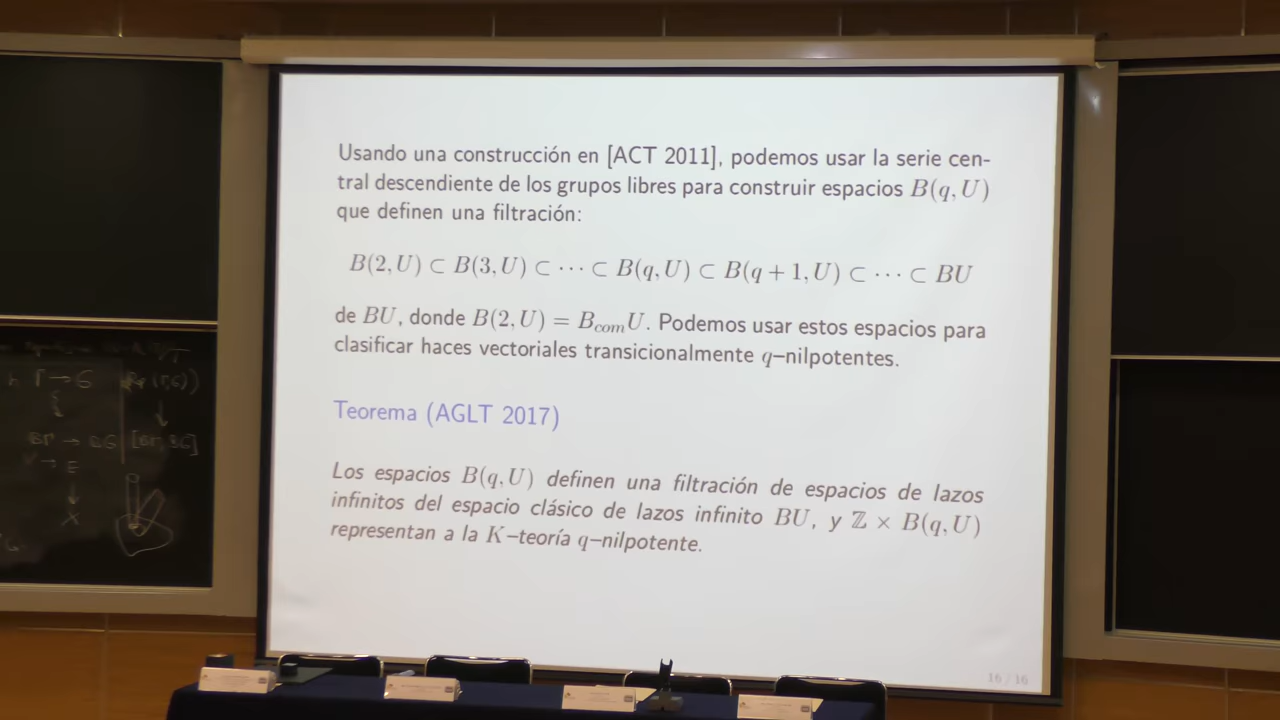 Usando una construcción en [ACT 2011], podemos usar la serie cen-
tral descendiente de los grupos libres para construir espacios B(q, U)
que definen una filtración:
B(2, U) ⊂ B(3, U) ⊂ ··· ⊂ B(q, U) ⊂ B(q + 1, U) ⊂ ··· ⊂ BU
de BU, donde B(2, U) = B_{com}U. Podemos usar estos espacios para
clasificar haces vectoriales transicionalmente q–nilpotentes.
Teorema (AGLT 2017)
Los espacios B(q, U) definen una filtración de espacios de lazos
infinitos del espacio clásico de lazos infinito BU, y ℤ × B(q, U)
representan a la K–teoría q–nilpotente.
16 / 16
Γ → G
E
↓
X